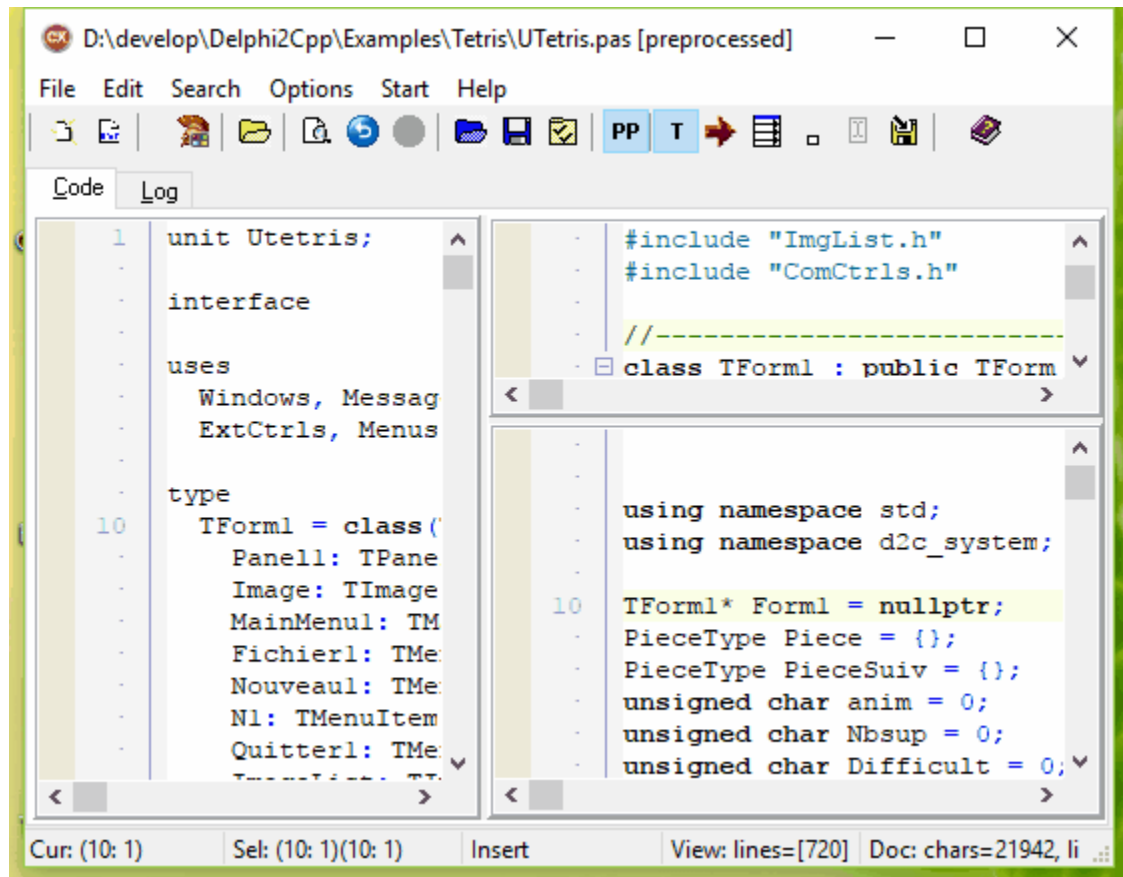 D:\develop\Delphi2Cpp\Examples\Tetris\UTetris.pas [preprocessed]
File Edit Search Options Start Help
PP T
Code Log
1 unit Utetris;
interface
uses
Windows, Messag
ExtCtrls, Menus
type
10 TForm1 = class(
Panel1: TPane
Image: TImage
MainMenu1: TM
Fichier1: TMe
Nouveau1: TMe
N1: TMenuItem
Quitter1: TMe
#include "ImgList.h"
#include "ComCtrls.h"
//---------------------------
class TForm1 : public TForm
using namespace std;
using namespace d2c_system;
10 TForm1* Form1 = nullptr;
PieceType Piece = {};
PieceType PieceSuiv = {};
unsigned char anim = 0;
unsigned char Nbsup = 0;
unsigned char Difficult = 0;
Cur: (10: 1) Sel: (10: 1)(10: 1) Insert View: lines=[720] Doc: chars=21942, li